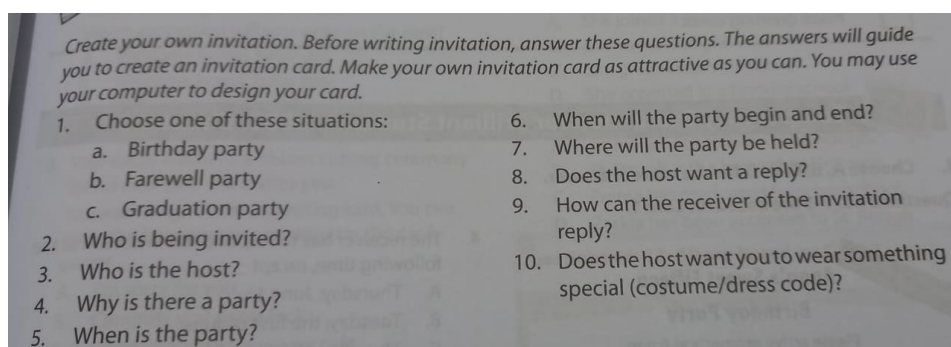 Create your own invitation. Before writing invitation, answer these questions. The answers will guide
you to create an invitation card. Make your own invitation card as attractive as you can. You may use
your computer to design your card.
1. Choose one of these situations:
a. Birthday party
b. Farewell party
c. Graduation party
2. Who is being invited?
3. Who is the host?
4. Why is there a party?
5. When is the party?
6. When will the party begin and end?
7. Where will the party be held?
8. Does the host want a reply?
9. How can the receiver of the invitation
reply?
10. Does the host want you to wear something
special (costume/dress code)?